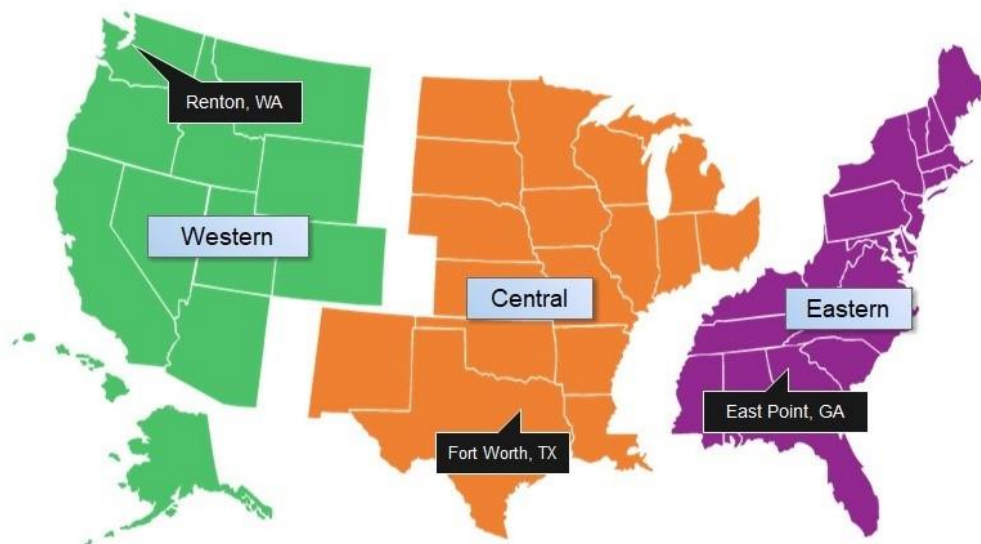 Renton, WA
Western
Central
Eastern
East Point, GA
Fort Worth, TX